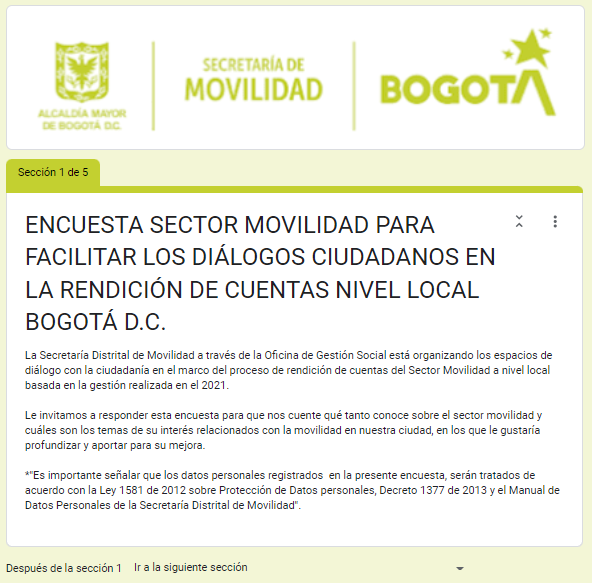 ALCALDÍA MAYOR
DE BOGOTÁ D.C.
SECRETARÍA DE
MOVILIDAD
BOGOTÁ
Sección 1 de 5
ENCUESTA SECTOR MOVILIDAD PARA
FACILITAR LOS DIÁLOGOS CIUDADANOS EN
LA RENDICIÓN DE CUENTAS NIVEL LOCAL
BOGOTÁ D.C.
La Secretaría Distrital de Movilidad a través de la Oficina de Gestión Social está organizando los espacios de
diálogo con la ciudadanía en el marco del proceso de rendición de cuentas del Sector Movilidad a nivel local
basada en la gestión realizada en el 2021.
Le invitamos a responder esta encuesta para que nos cuente qué tanto conoce sobre el sector movilidad y
cuáles son los temas de su interés relacionados con la movilidad en nuestra ciudad, en los que le gustaría
profundizar y aportar para su mejora.
*"Es importante señalar que los datos personales registrados en la presente encuesta, serán tratados de
acuerdo con la Ley 1581 de 2012 sobre Protección de Datos personales, Decreto 1377 de 2013 y el Manual de
Datos Personales de la Secretaría Distrital de Movilidad".
Después de la sección 1 Ir a la siguiente sección